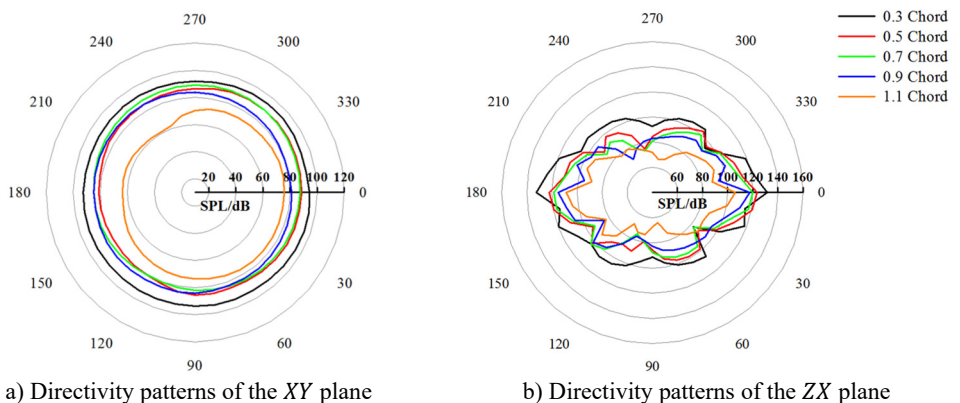 270
240
300
210
330
180
20 40 60 80 100 120
0
SPL/dB
150
30
120
60
90
a) Directivity patterns of the XY plane
270
240
300
210
330
180
60 80 100 120 140 160
0
SPL/dB
150
30
120
60
90
b) Directivity patterns of the ZX plane
0.3 Chord
0.5 Chord
0.7 Chord
0.9 Chord
1.1 Chord